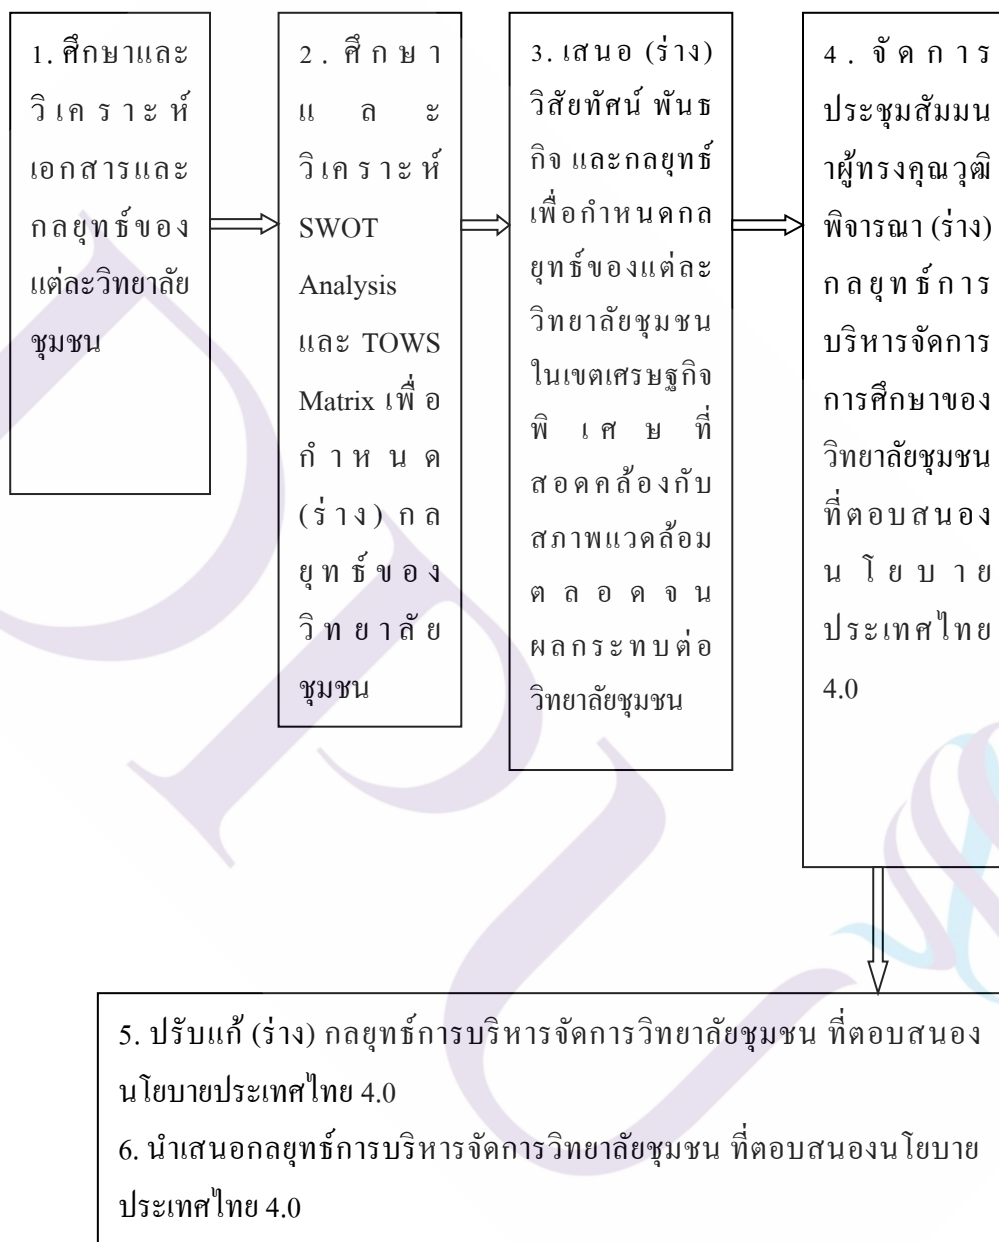 1. ศึกษาและ
วิเคราะห์
เอกสารและ
กลยุทธ์ของ
แต่ละวิทยาลัย
ชุมชน
2. ศึกษา
และ
วิเคราะห์
SWOT
Analysis
และ TOWS
Matrix เพื่อ
กำหนด
(ร่าง) กล
ยุทธ์ของ
วิทยาลัย
ชุมชน
3. เสนอ (ร่าง)
วิสัยทัศน์ พันธ
กิจ และกลยุทธ์
เพื่อกำหนดกล
ยุทธ์ของแต่ละ
วิทยาลัยชุมชน
ในเขตเศรษฐกิจ
พิเศษที่
สอดคล้องกับ
สภาพแวดล้อม
ตลอดจน
ผลกระทบต่อ
วิทยาลัยชุมชน
4. จัดการ
ประชุมสัมมน
าผู้ทรงคุณวุฒิ
พิจารณา (ร่าง)
กลยุทธ์การ
บริหารจัดการ
การศึกษาของ
วิทยาลัยชุมชน
ที่ตอบสนอง
นโยบาย
ประเทศไทย
4.0
5. ปรับแก้ (ร่าง) กลยุทธ์การบริหารจัดการวิทยาลัยชุมชน ที่ตอบสนอง
นโยบายประเทศไทย 4.0
6. นำเสนอกลยุทธ์การบริหารจัดการวิทยาลัยชุมชน ที่ตอบสนองนโยบาย
ประเทศไทย 4.0
DPU